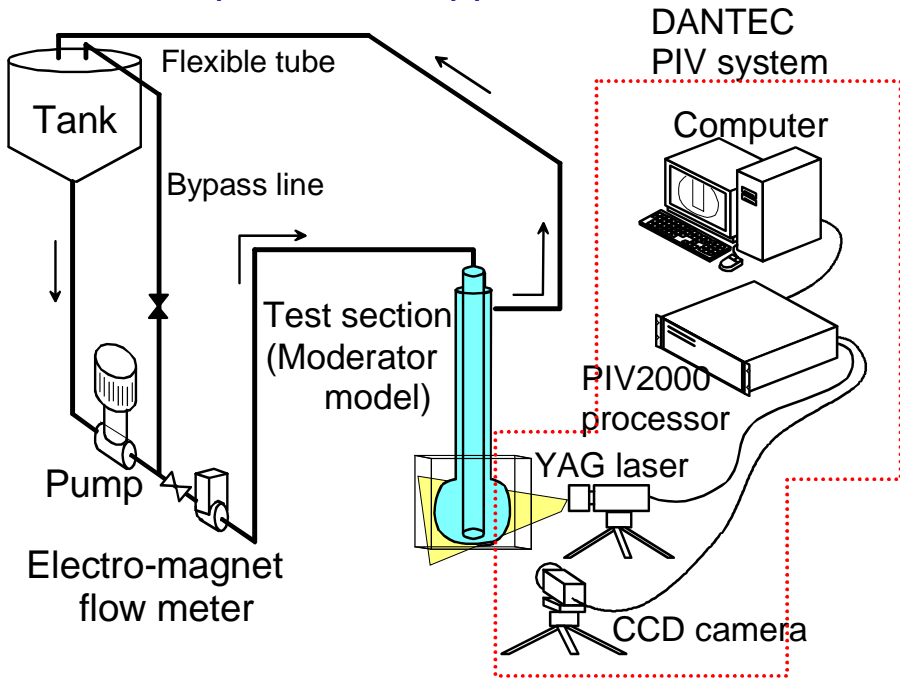 DANTEC
PIV system
Flexible tube
Tank
Computer
Bypass line
Test section
(Moderator
model)
PIV2000
processor
YAG laser
Pump
Electro-magnet
flow meter
CCD camera